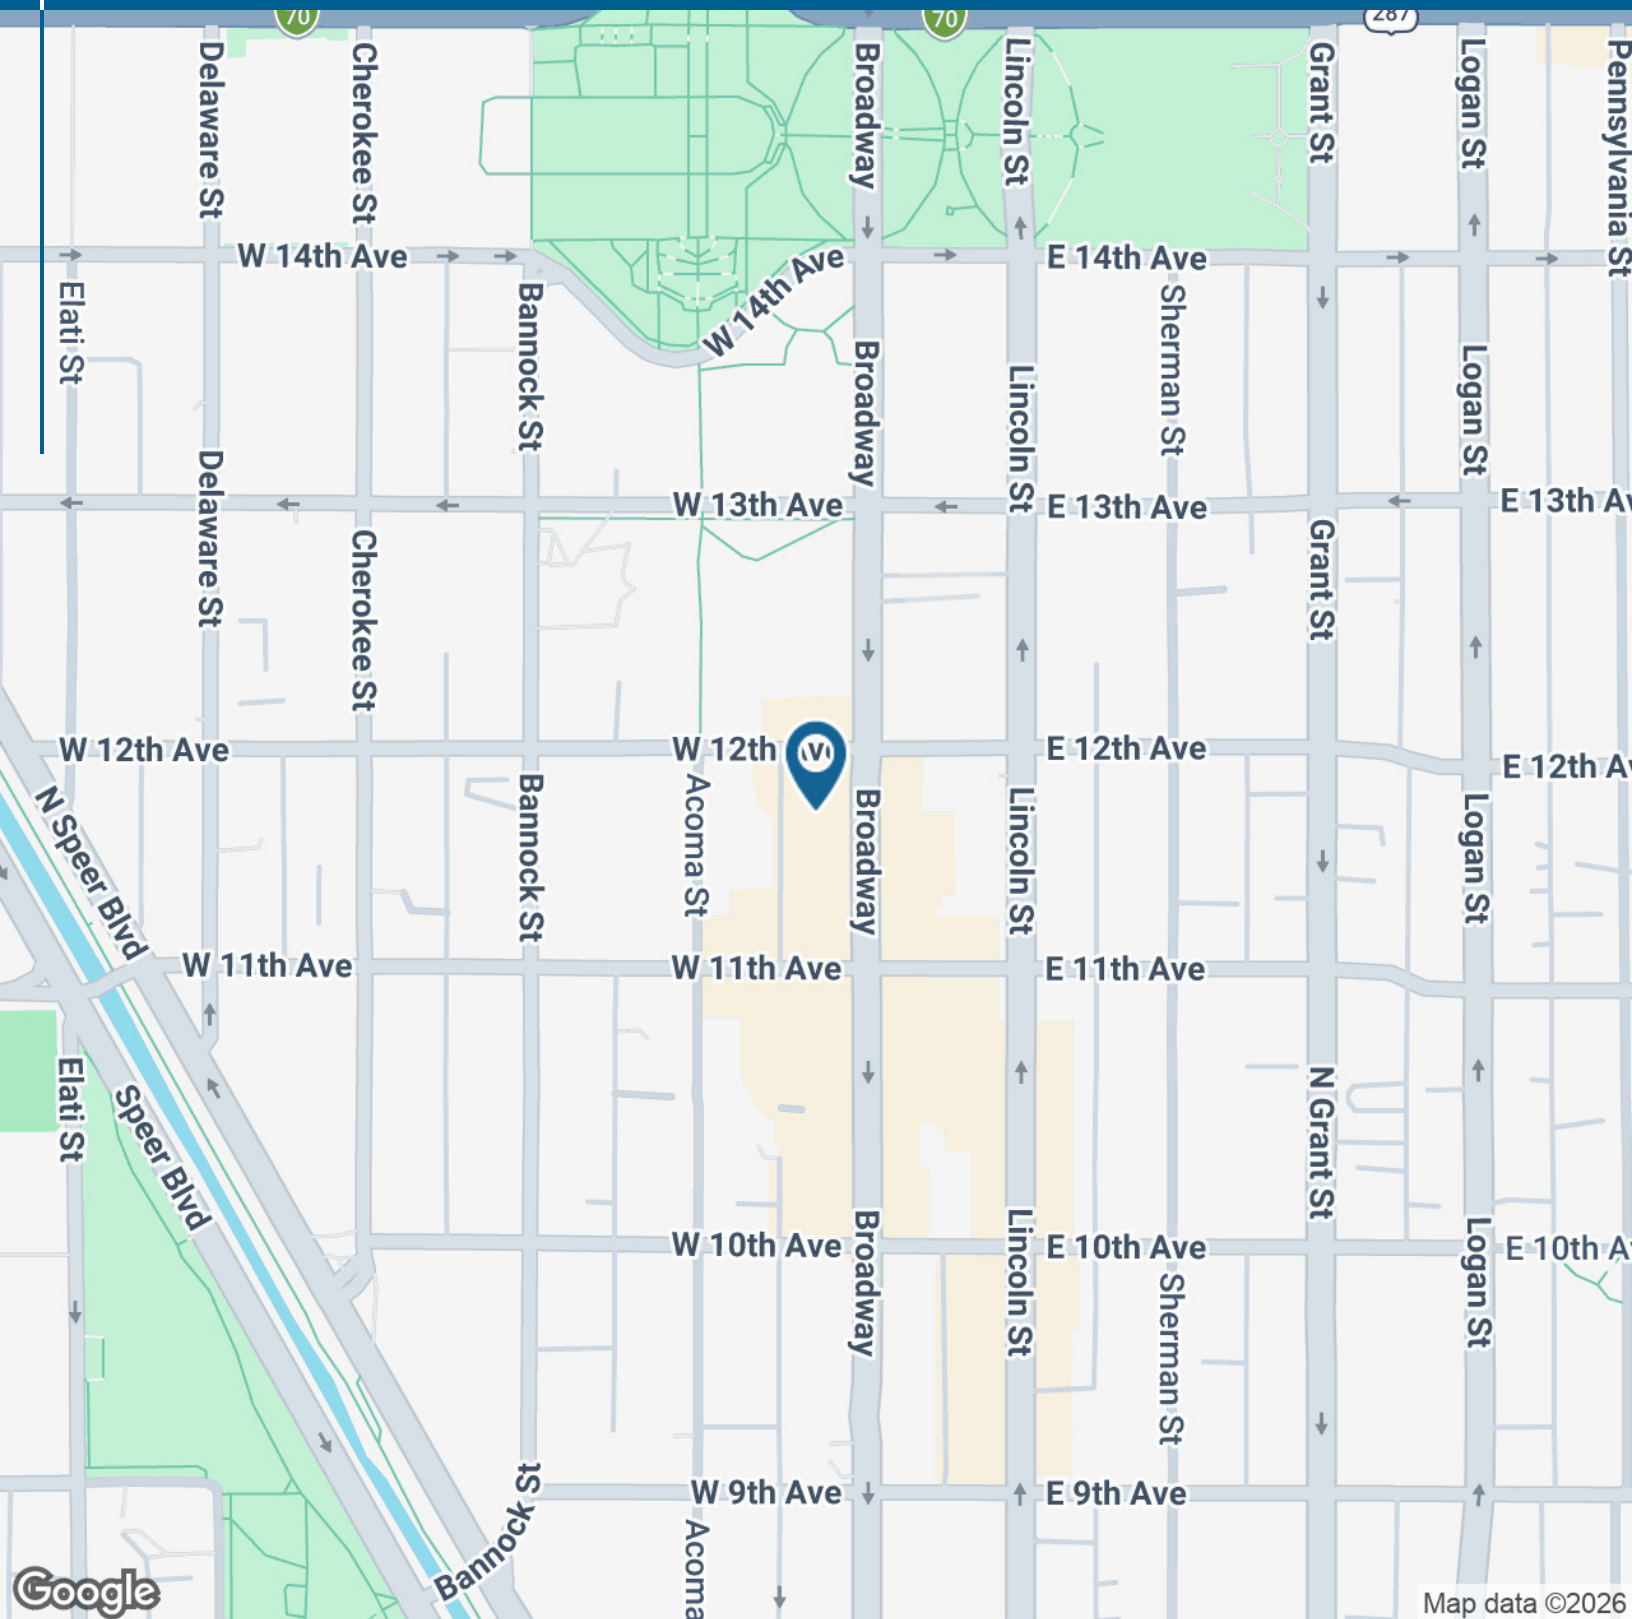 70
70
287
Delaware St
Cherokee St
Broadway
Lincoln St
Grant St
Logan St
Pennsylvania St
W 14th Ave
W 14th Ave
E 14th Ave
Elati St
Bannock St
Broadway
Lincoln St
Sherman St
Logan St
Delaware St
W 13th Ave
E 13th Ave
E 13th Av
Cherokee St
Grant St
W 12th Ave
W 12th
E 12th Ave
E 12th Av
N Speer Blvd
Bannock St
Acoma St
Broadway
Lincoln St
Logan St
W 11th Ave
W 11th Ave
E 11th Ave
Elati St
Speer Blvd
N Grant St
W 10th Ave
Broadway
Lincoln St
E 10th Ave
E 10th A
Sherman St
Logan St
Bannock St
W 9th Ave
E 9th Ave
Acoma
Google
Map data ©2026